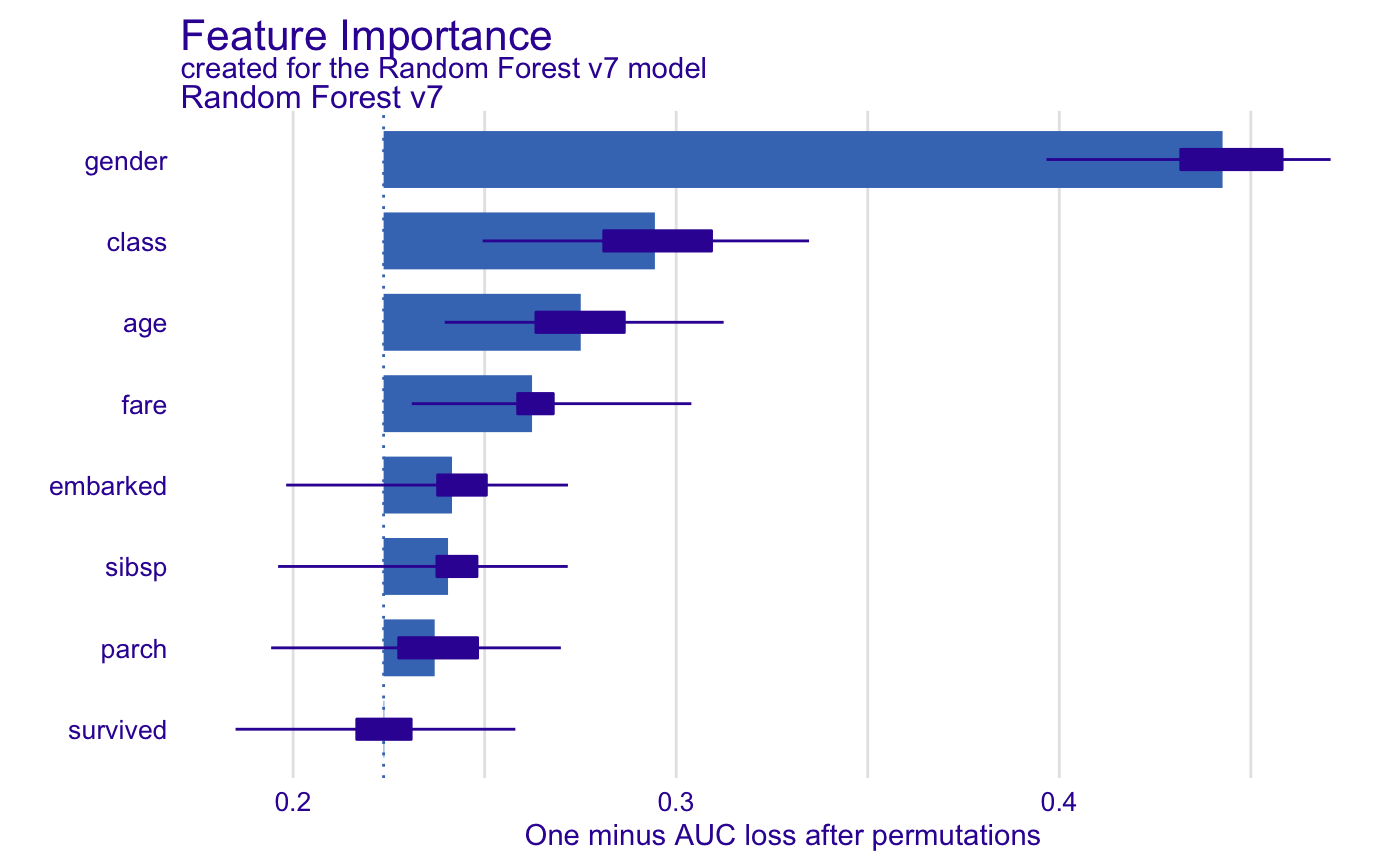 Feature Importance
created for the Random Forest v7 model
Random Forest v7
gender
class
age
fare
embarked
sibsp
parch
survived
0.2 0.3 0.4
One minus AUC loss after permutations